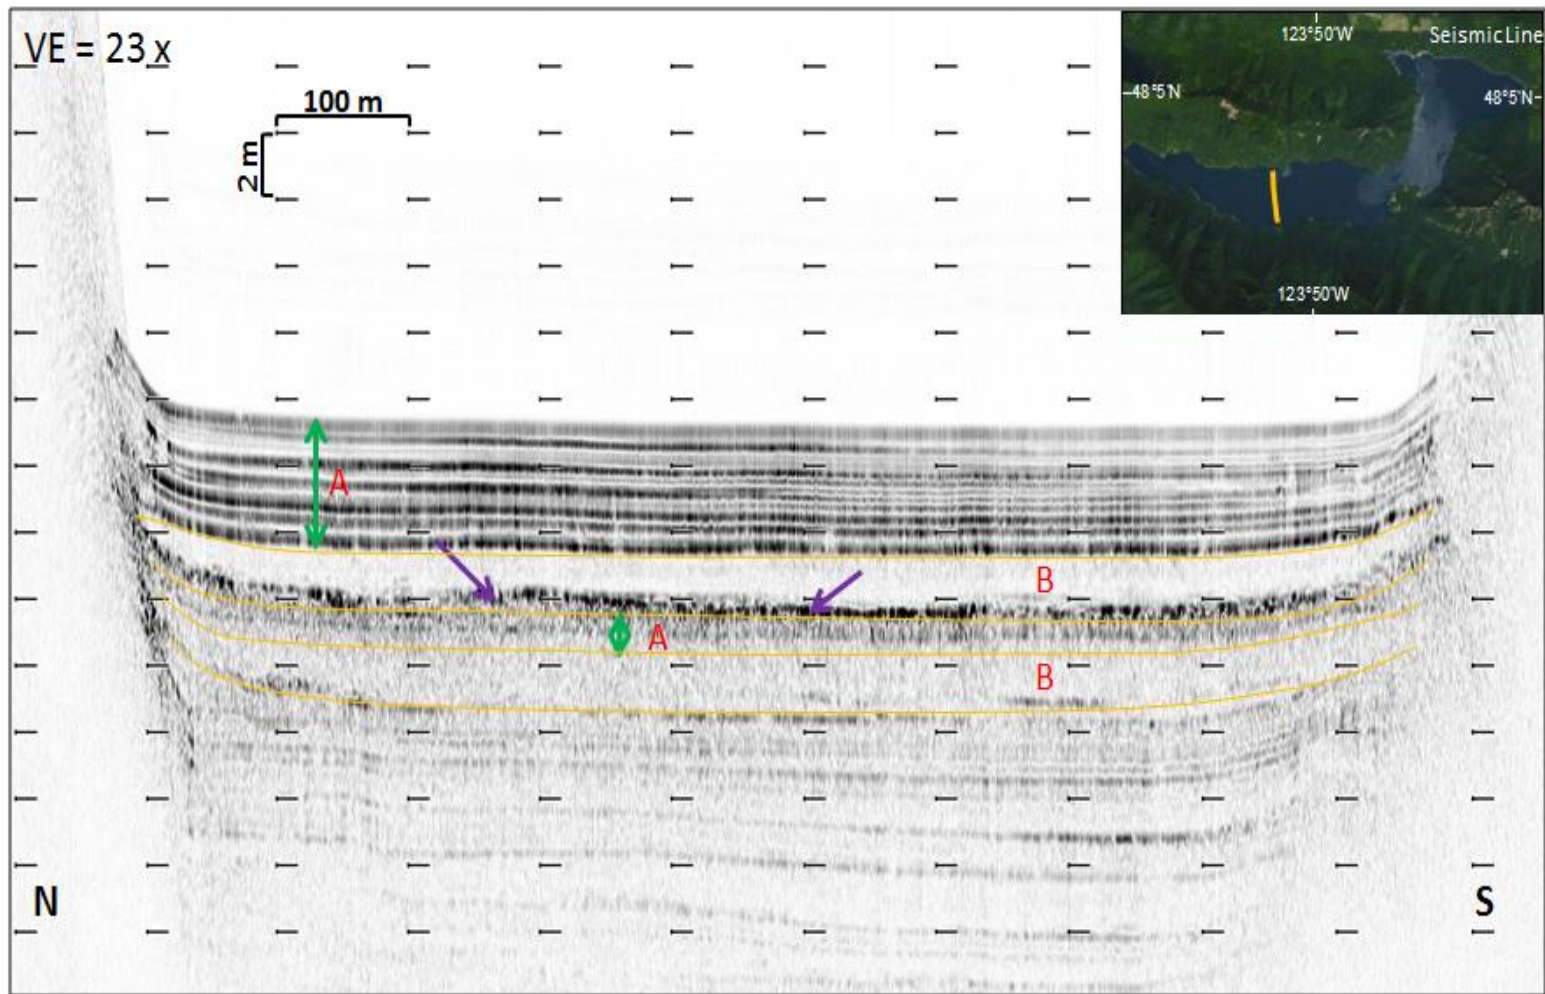 VE = 23 x
100 m
2 m
123°50'W
Seismic Line
48°5'N
48°5'N
123°50'W
A
B
A
B
N
S